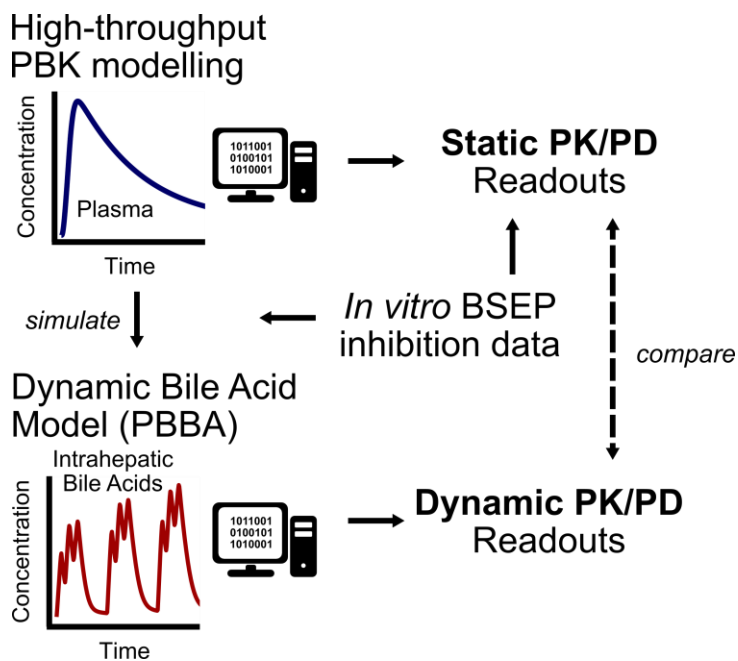 High-throughput
PBK modelling
Concentration
Plasma
Time
1011001
0100101
1010001
Static PK/PD
Readouts
simulate
In vitro BSEP
inhibition data
compare
Dynamic Bile Acid
Model (PBBA)
Intrahepatic
Bile Acids
Concentration
Time
1011001
0100101
1010001
Dynamic PK/PD
Readouts